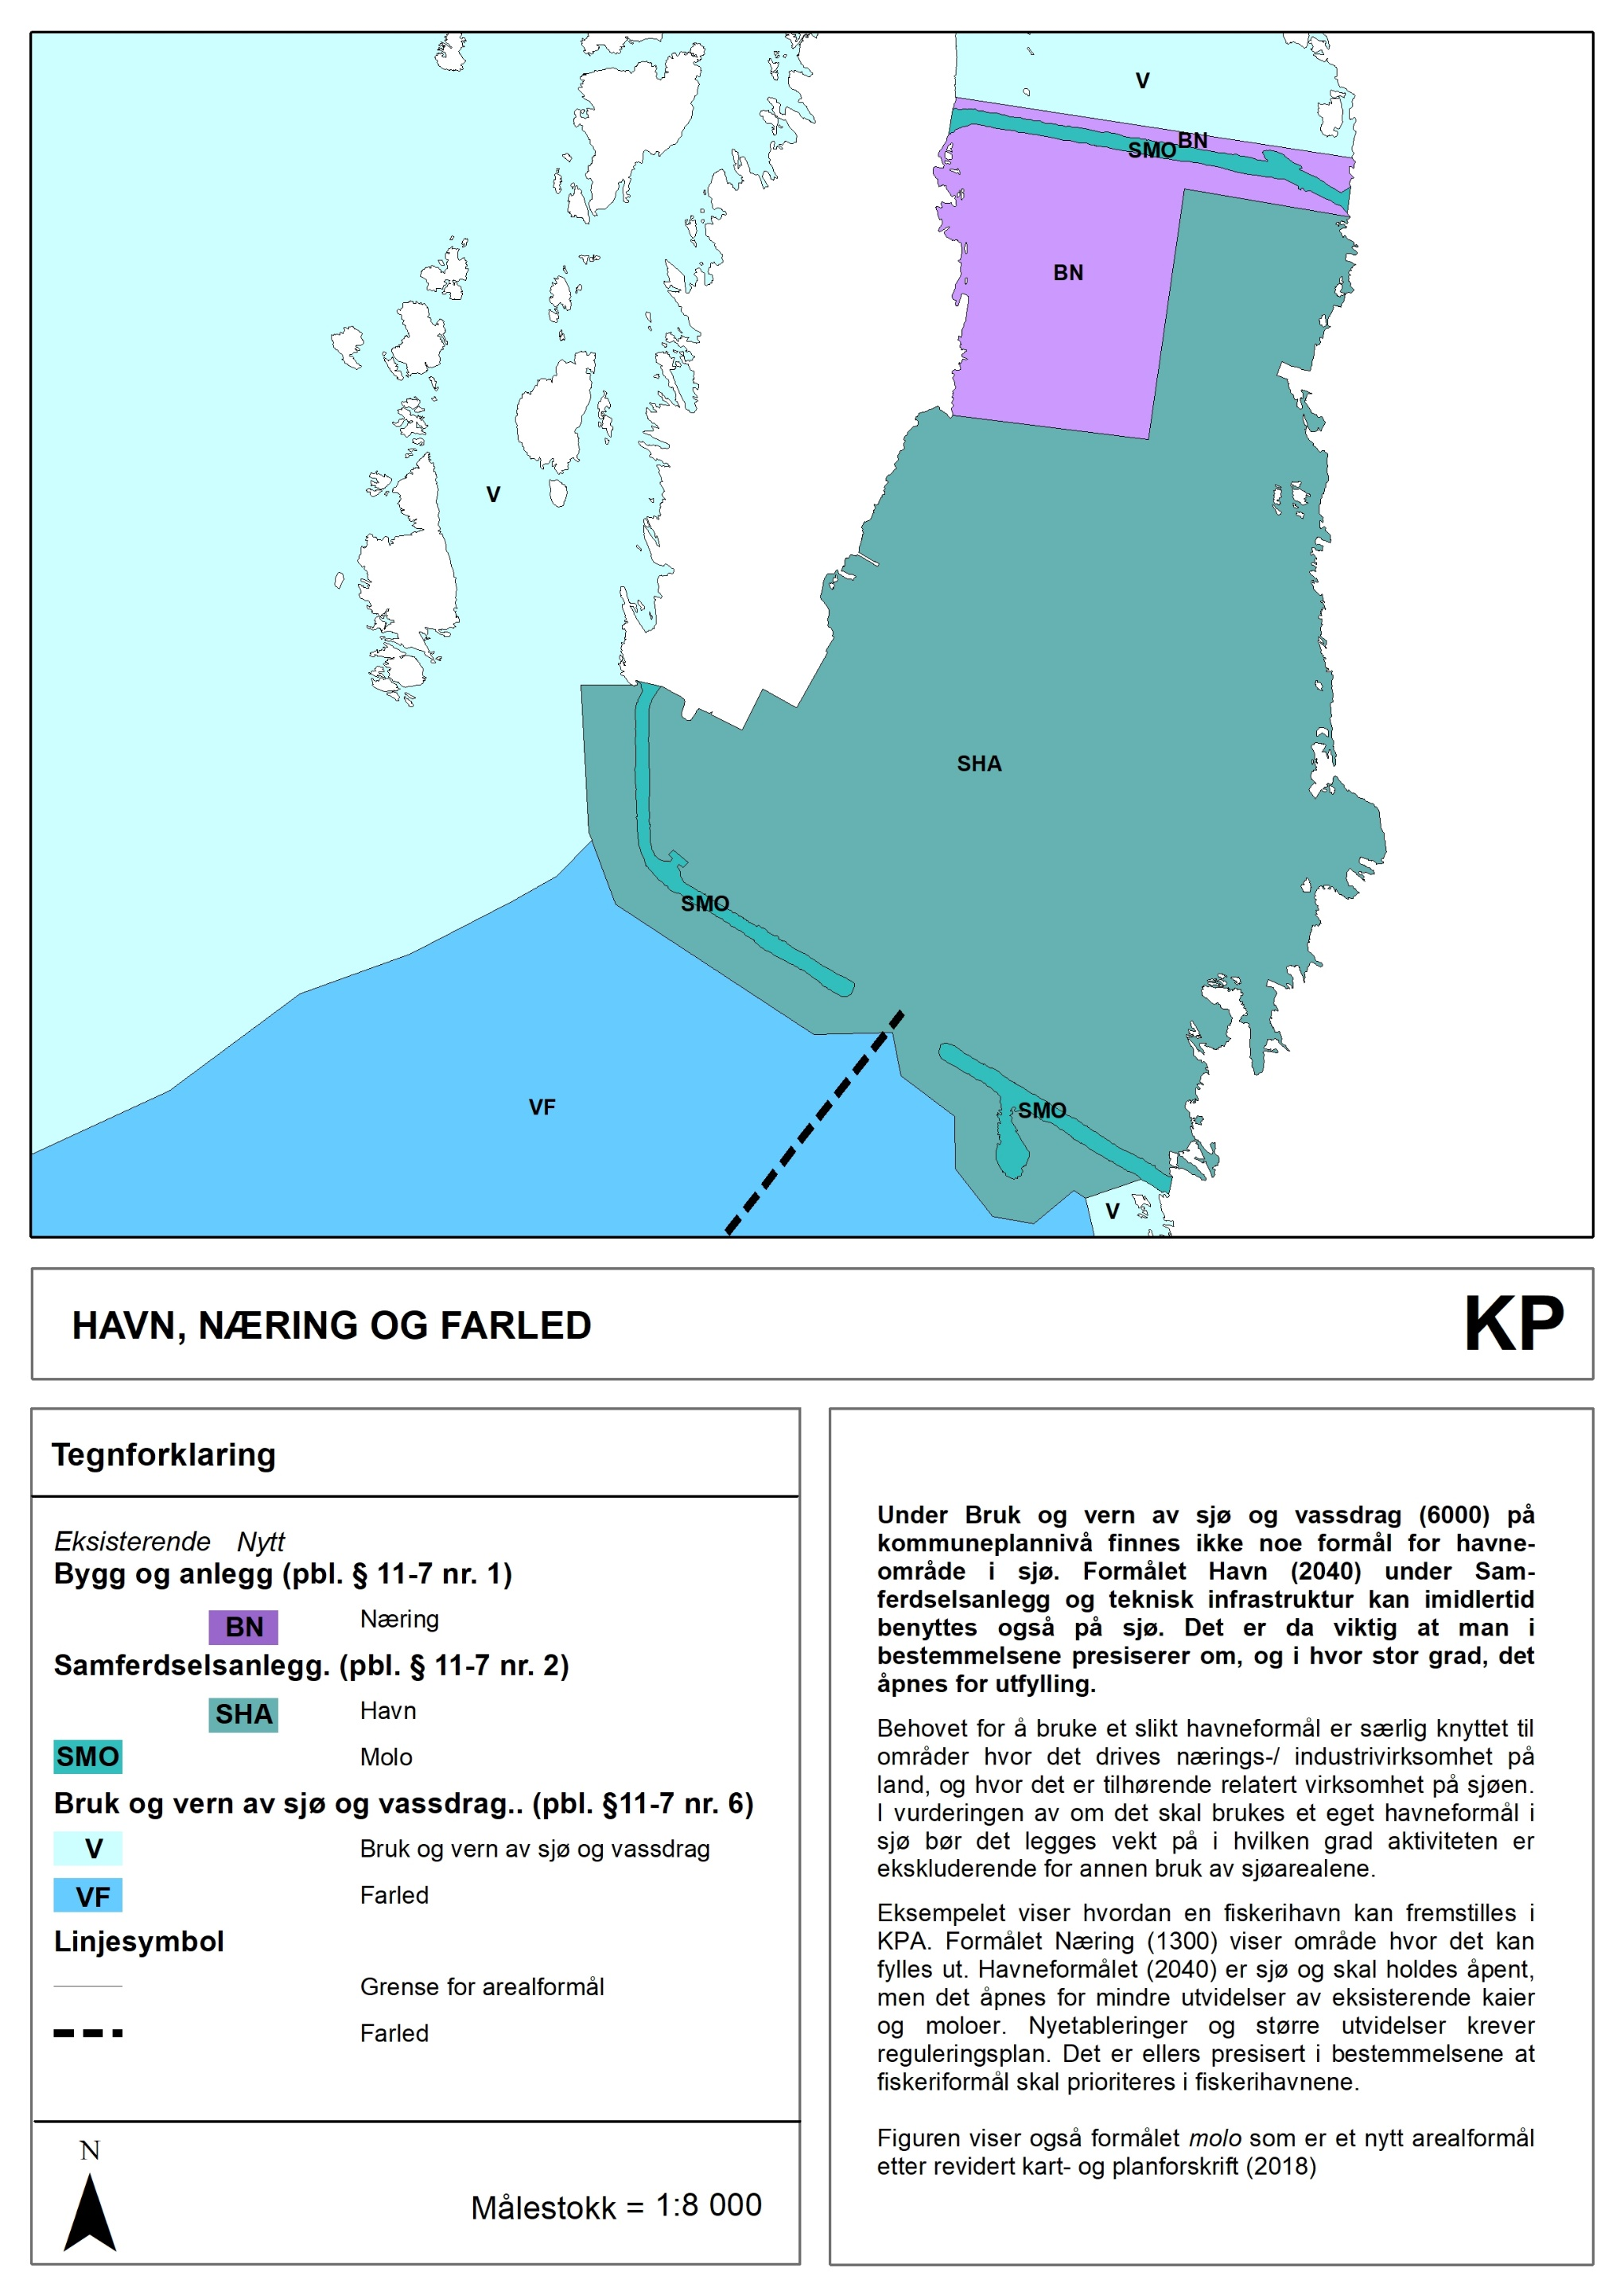 V
BN
SMO
BN
V
SHA
SMO
VF
SMO
V
HAVN, NÆRING OG FARLED
KP
Tegnforklaring
Eksisterende Nytt
Bygg og anlegg (pbl. § 11-7 nr. 1)
BN Næring
Samferdselsanlegg. (pbl. § 11-7 nr. 2)
SHA Havn
SMO Molo
Bruk og vern av sjø og vassdrag.. (pbl. §11-7 nr. 6)
V Bruk og vern av sjø og vassdrag
VF Farled
Linjesymbol
Grense for arealformål
Farled
N
Målestokk = 1:8 000
Under Bruk og vern av sjø og vassdrag (6000) på
kommuneplannivå finnes ikke noe formål for havne-
område i sjø. Formålet Havn (2040) under Sam-
ferdselsanlegg og teknisk infrastruktur kan imidlertid
benyttes også på sjø. Det er da viktig at man i
bestemmelsene presiserer om, og i hvor stor grad, det
åpnes for utfylling.
Behovet for å bruke et slikt havneformål er særlig knyttet til
områder hvor det drives nærings-/ industrivirksomhet på
land, og hvor det er tilhørende relatert virksomhet på sjøen.
I vurderingen av om det skal brukes et eget havneformål i
sjø bør det legges vekt på i hvilken grad aktiviteten er
ekskluderende for annen bruk av sjøarealene.
Eksempelet viser hvordan en fiskerihavn kan fremstilles i
KPA. Formålet Næring (1300) viser område hvor det kan
fylles ut. Havneformålet (2040) er sjø og skal holdes åpent,
men det åpnes for mindre utvidelser av eksisterende kaier
og moloer. Nyetableringer og større utvidelser krever
reguleringsplan. Det er ellers presisert i bestemmelsene at
fiskeriformål skal prioriteres i fiskerihavnene.
Figuren viser også formålet molo som er et nytt arealformål
etter revidert kart- og planforskrift (2018)